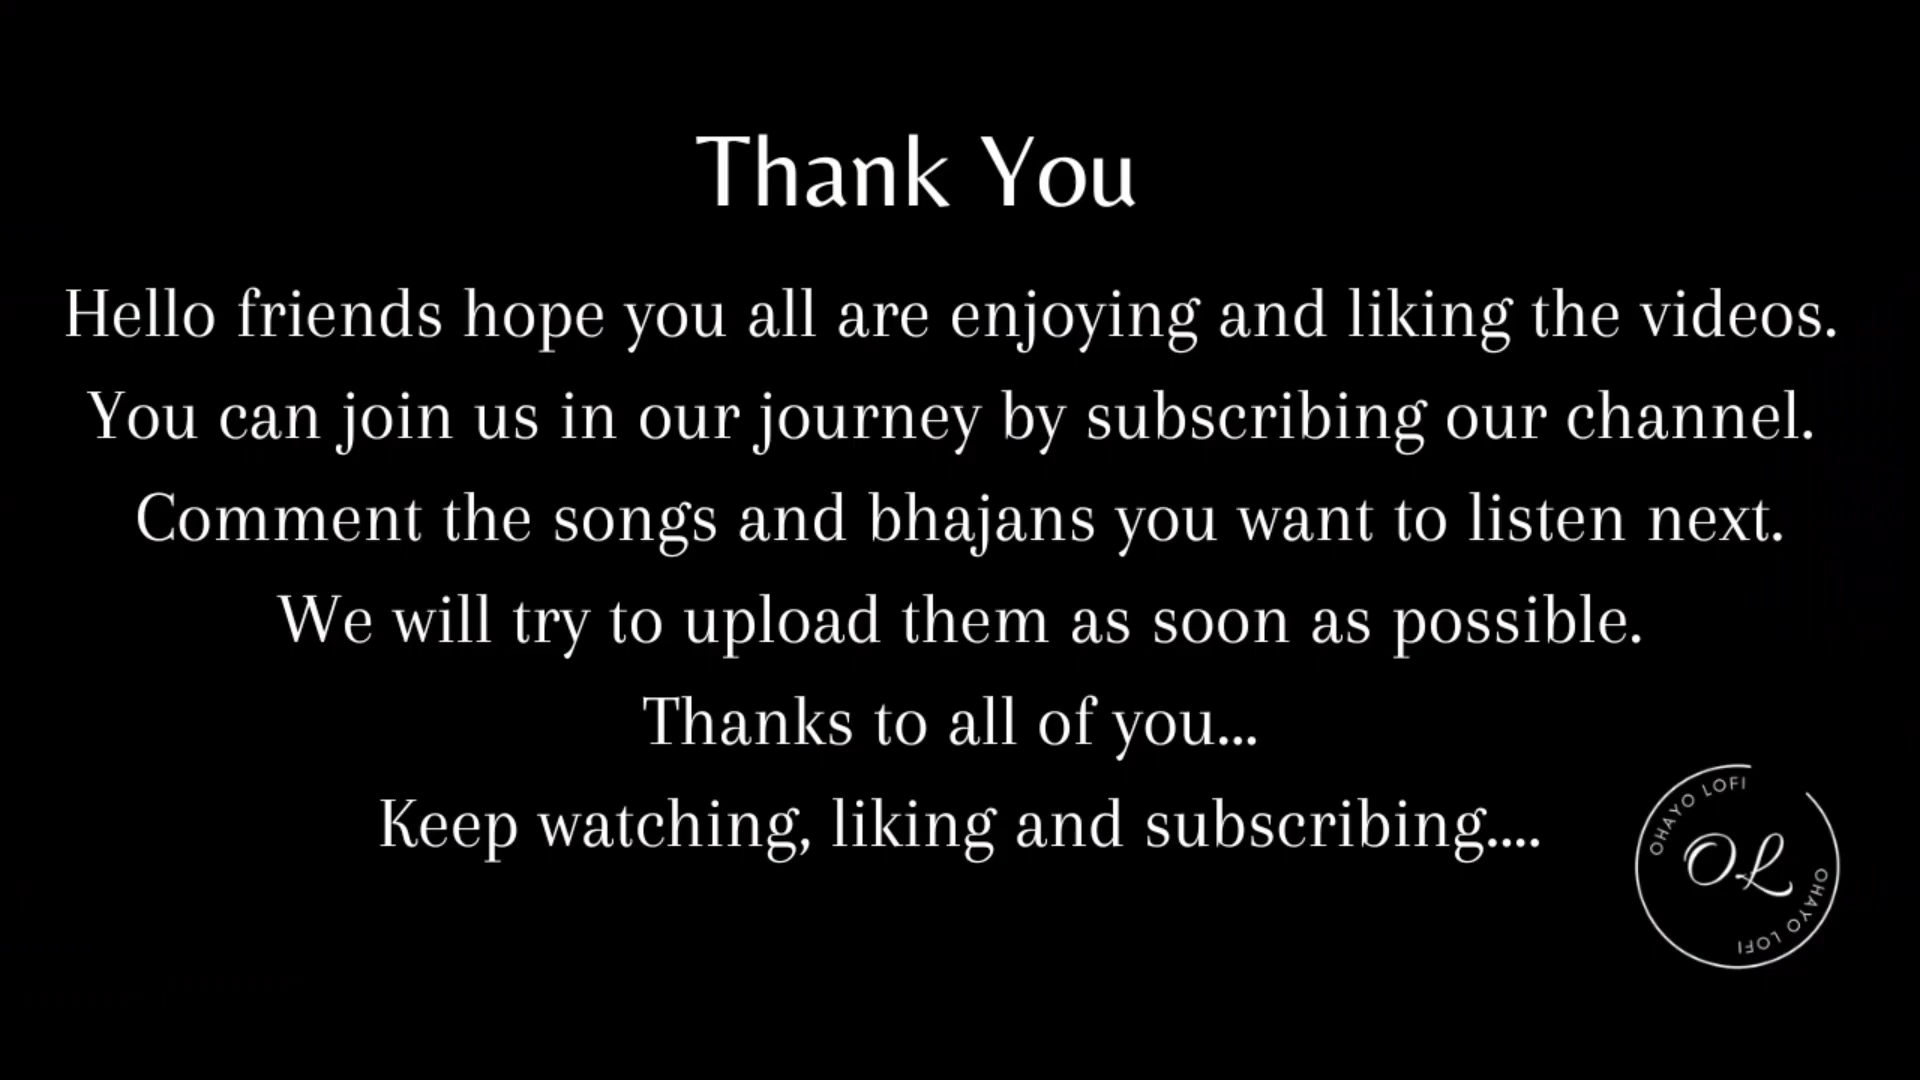 Thank You
Hello friends hope you all are enjoying and liking the videos.
You can join us in our journey by subscribing our channel.
Comment the songs and bhajans you want to listen next.
We will try to upload them as soon as possible.
Thanks to all of you...
Keep watching, liking and subscribing....
OHAYO LOFI
OL
OHAYO LOFI